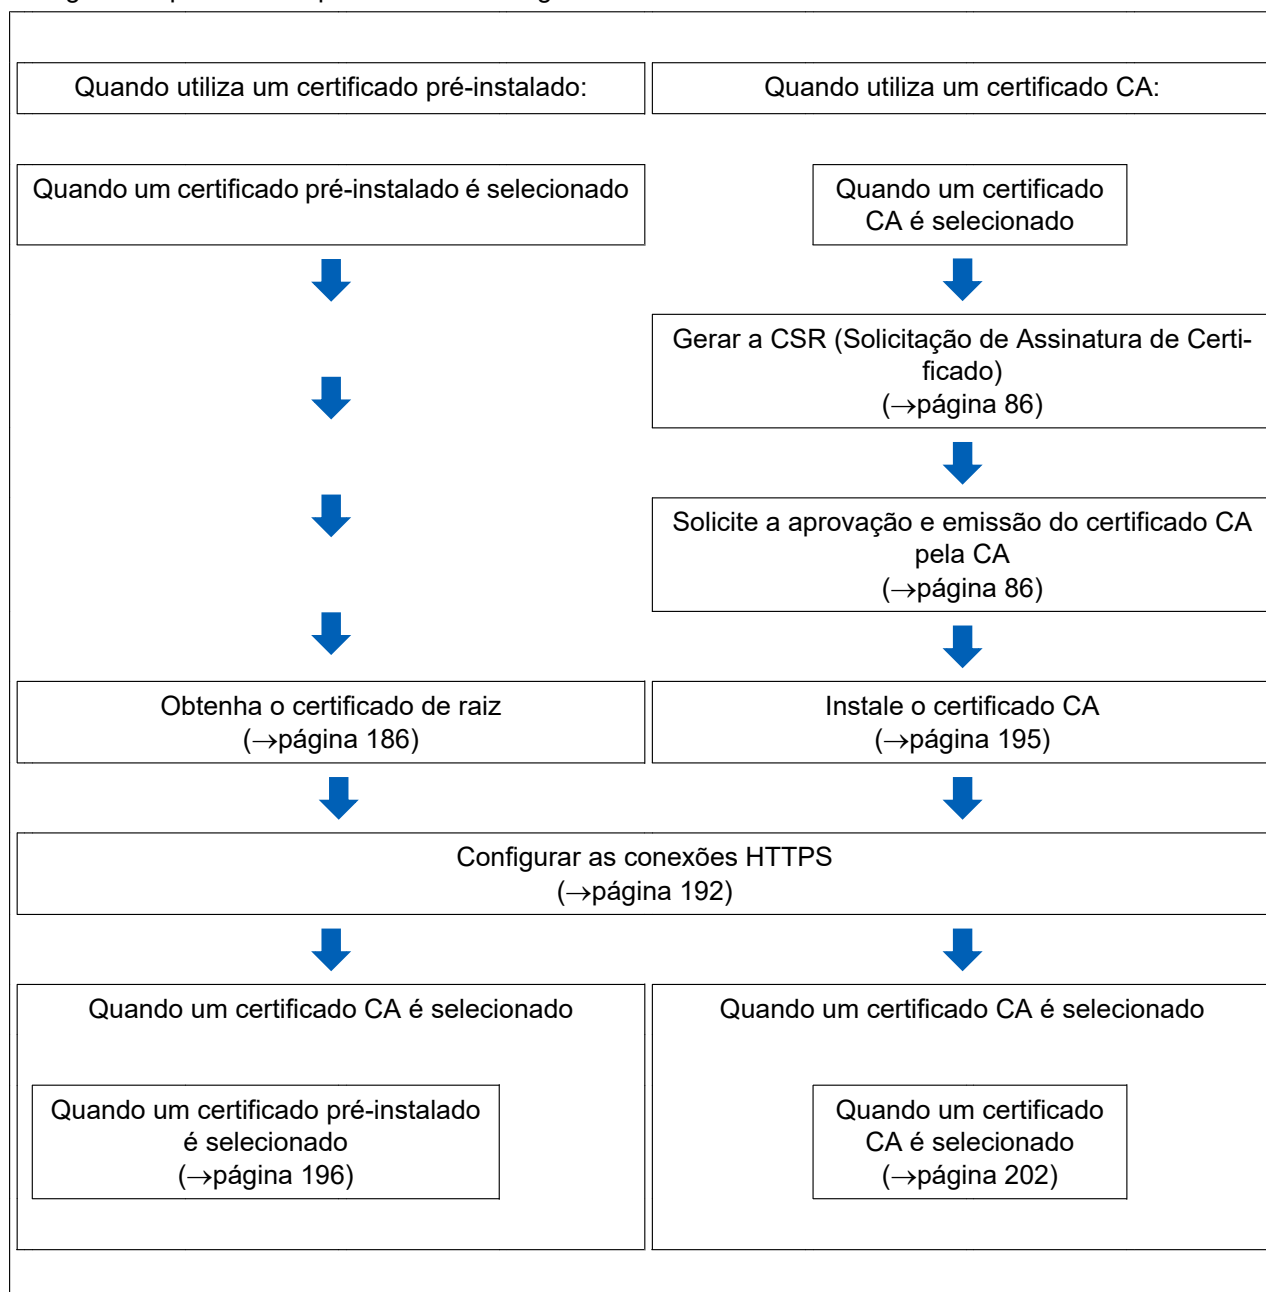 Quando utiliza um certificado pré-instalado:
Quando utiliza um certificado CA:
Quando um certificado pré-instalado é selecionado
Quando um certificado
CA é selecionado
Gerar a CSR (Solicitação de Assinatura de Certi-
ficado)
(→página 86)
Solicite a aprovação e emissão do certificado CA
pela CA
(→página 86)
Obtenha o certificado de raiz
(→página 186)
Instale o certificado CA
(→página 195)
Configurar as conexões HTTPS
(→página 192)
Quando um certificado CA é selecionado
Quando um certificado pré-instalado
é selecionado
(→página 196)
Quando um certificado CA é selecionado
Quando um certificado
CA é selecionado
(→página 202)